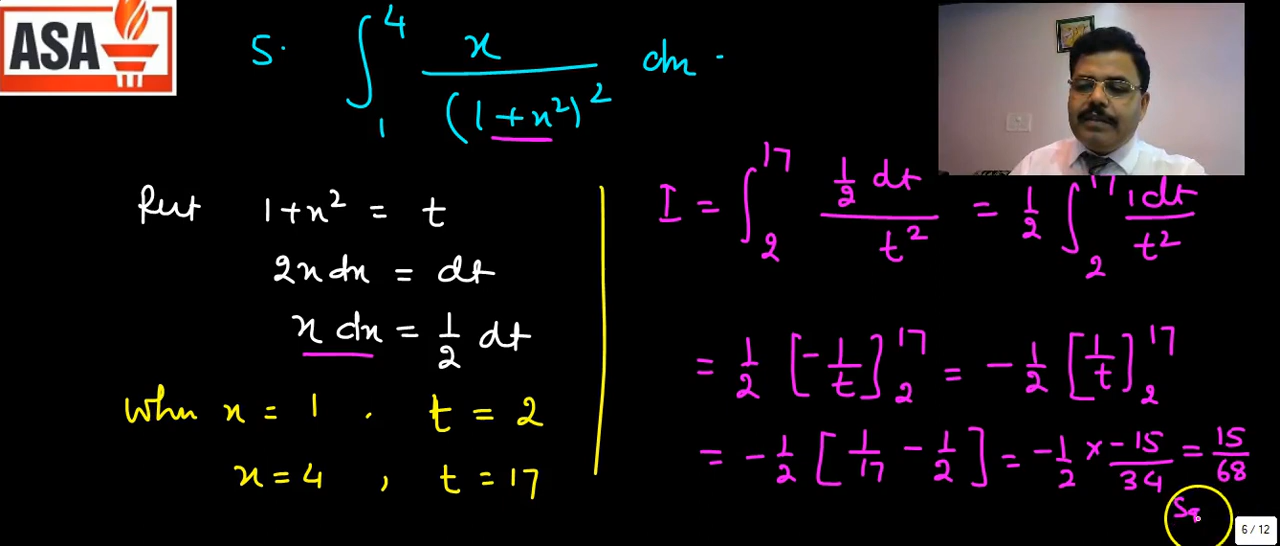 ASA
5. ∫₁⁴ x/(1+x²)² dx.
Put 1+x² = t
2x dx = dt
x dx = 1/2 dt
When x = 1, t = 2
x = 4, t = 17
I = ∫₂¹⁷ (1/2 dt)/t² = 1/2 ∫₂¹⁷ 1dt/t²
= 1/2 [-1/t]₂¹⁷ = -1/2 [1/t]₂¹⁷
= -1/2 [1/17 - 1/2] = -1/2 × -15/34 = 15/68
6 / 12